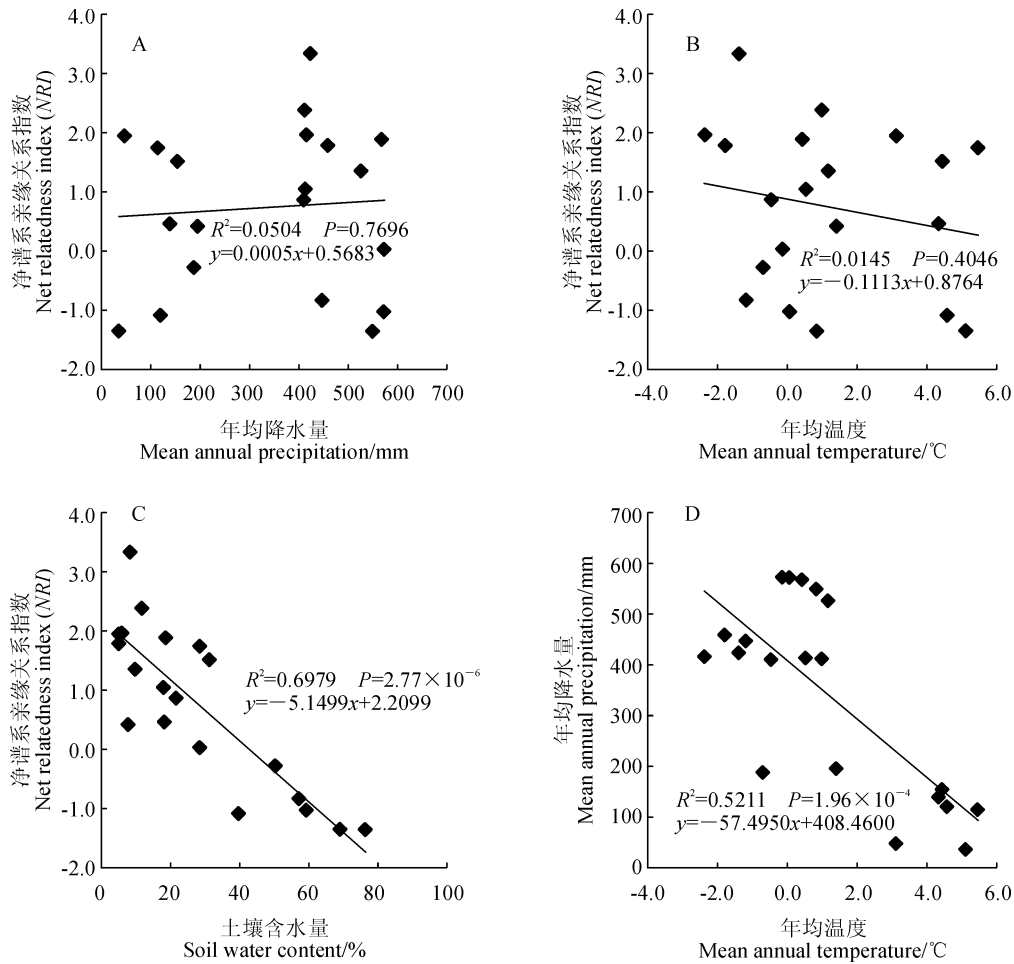 A
4.0
3.0
2.0
1.0
0.0
-1.0
-2.0
净谱系亲缘关系指数
Net relatedness index (NRI)
R²=0.0504 P=0.7696
y=0.0005x+0.5683
0 100 200 300 400 500 600 700
年均降水量
Mean annual precipitation/mm
B
4.0
3.0
2.0
1.0
0.0
-1.0
-2.0
净谱系亲缘关系指数
Net relatedness index (NRI)
R²=0.0145 P=0.4046
y=－0.1113x+0.8764
-4.0 -2.0 0.0 2.0 4.0 6.0
年均温度
Mean annual temperature/℃
C
4.0
3.0
2.0
1.0
0.0
-1.0
-2.0
净谱系亲缘关系指数
Net relatedness index (NRI)
R²=0.6979 P=2.77×10⁻⁶
y=－5.1499x+2.2099
0 20 40 60 80 100
土壤含水量
Soil water content/%
D
700
600
500
400
300
200
100
0
年均降水量
Mean annual precipitation/mm
R²=0.5211 P=1.96×10⁻⁴
y=－57.4950x+408.4600
-4.0 -2.0 0.0 2.0 4.0 6.0
年均温度
Mean annual temperature/℃